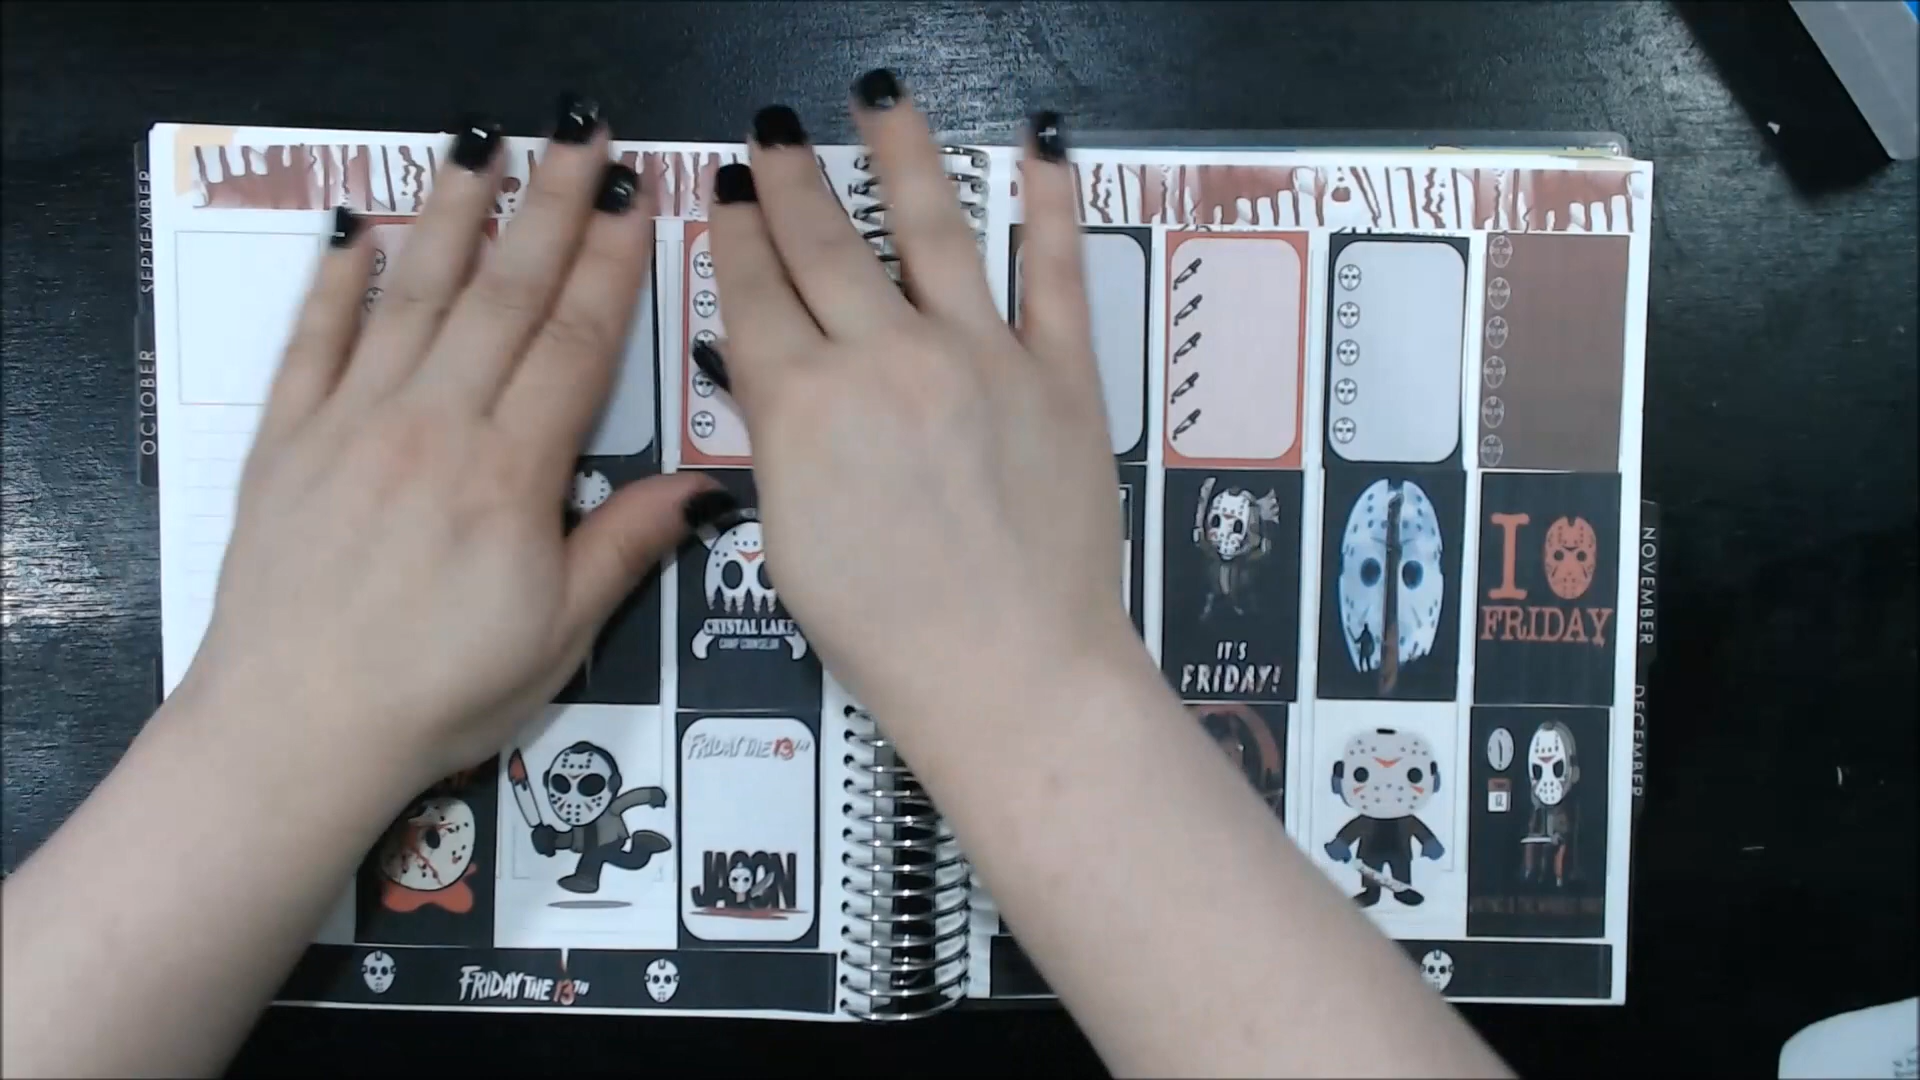 SEPTEMBER
OCTOBER
CRYSTAL LAKE
CAMP COUNSELOR
IT'S
FRIDAY!
I
FRIDAY
NOVEMBER
DECEMBER
FRIDAY THE 13TH
JASON
FRIDAY THE 13TH